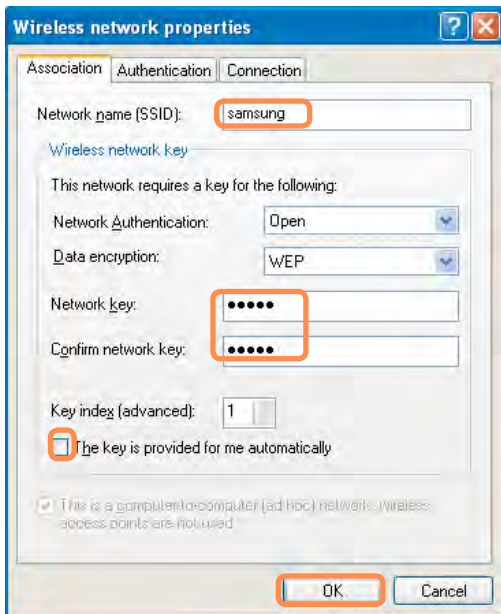 Wireless network properties
Association Authentication Connection
Network name (SSID): samsung
Wireless network key
This network requires a key for the following:
Network Authentication: Open
Data encryption: WEP
Network key: •••••
Confirm network key: •••••
Key index (advanced): 1
The key is provided for me automatically
This is a computer-to-computer (ad hoc) network; wireless
access points are not used
OK Cancel